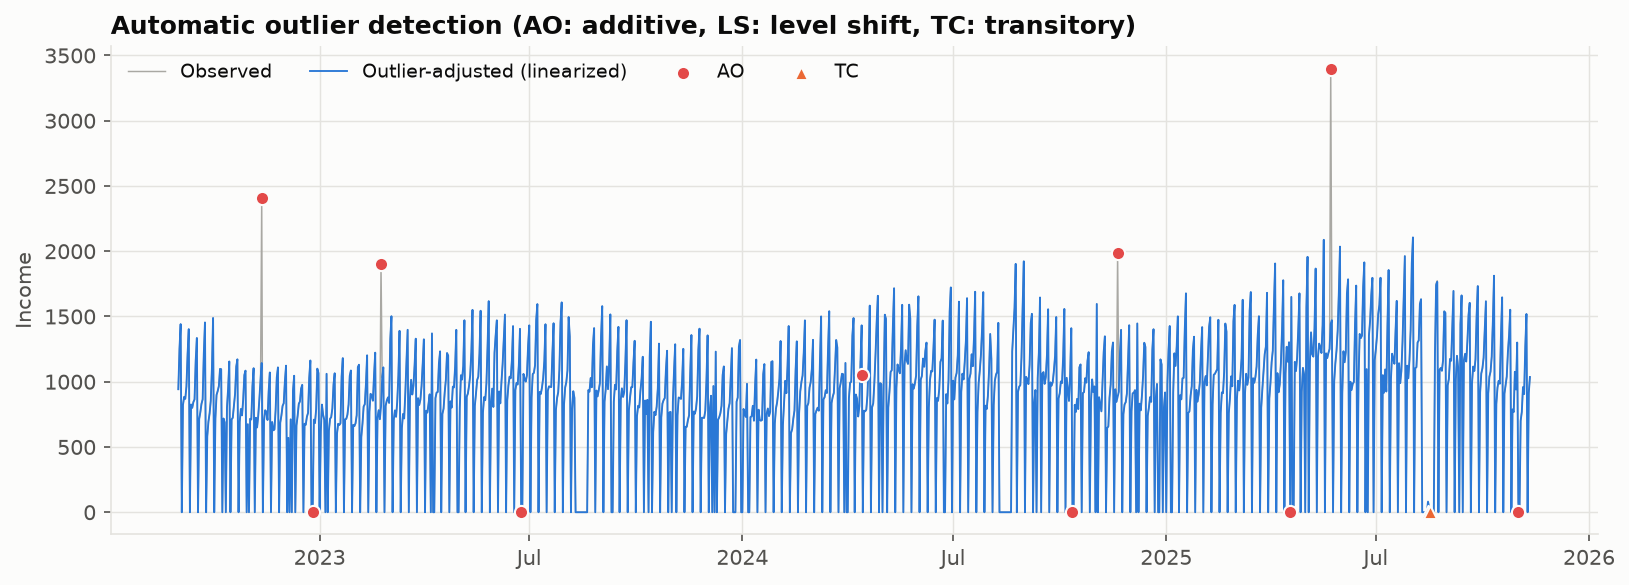 Automatic outlier detection (AO: additive, LS: level shift, TC: transitory)
Observed
Outlier-adjusted (linearized)
AO
TC
Income
3500
3000
2500
2000
1500
1000
500
0
2023
Jul
2024
Jul
2025
Jul
2026